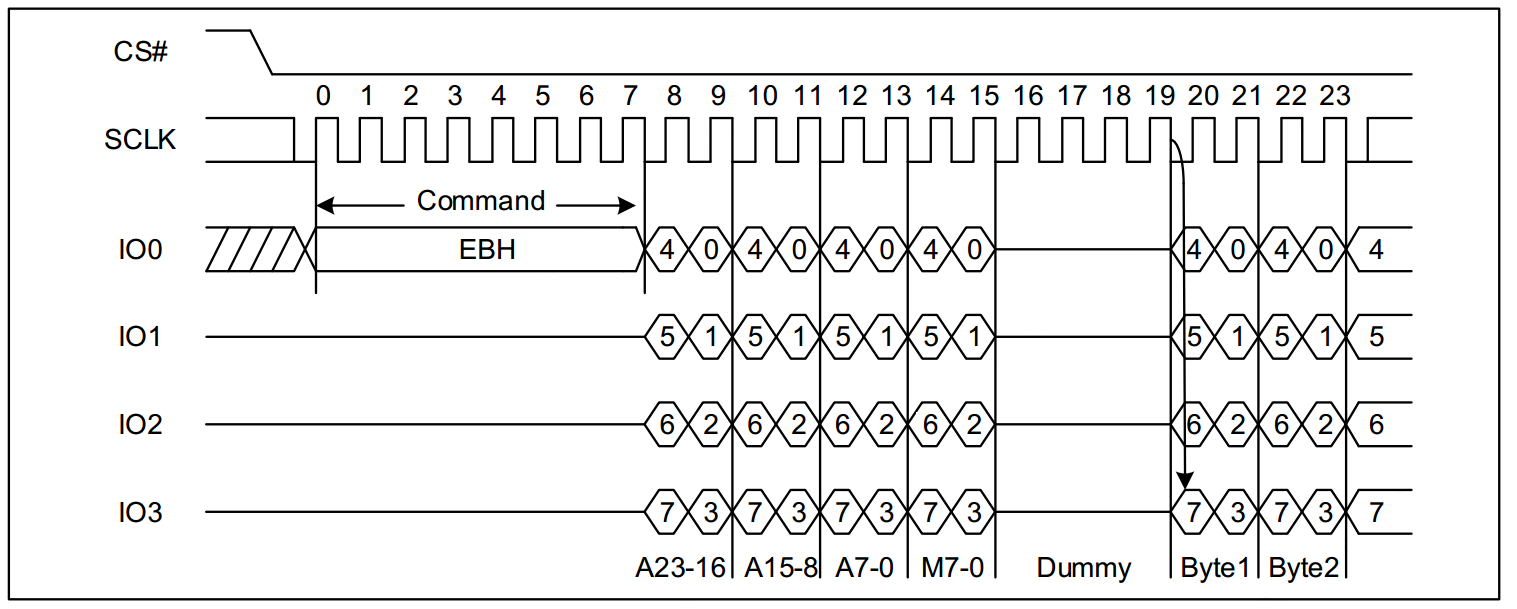 CS#
0 1 2 3 4 5 6 7 8 9 10 11 12 13 14 15 16 17 18 19 20 21 22 23
SCLK
Command
IO0 EBH 4 0 4 0 4 0 4 0 4 0 4 0 4
IO1 5 1 5 1 5 1 5 1 5 1 5 1 5
IO2 6 2 6 2 6 2 6 2 6 2 6 2 6
IO3 7 3 7 3 7 3 7 3 7 3 7 3 7
A23-16 A15-8 A7-0 M7-0 Dummy Byte1 Byte2